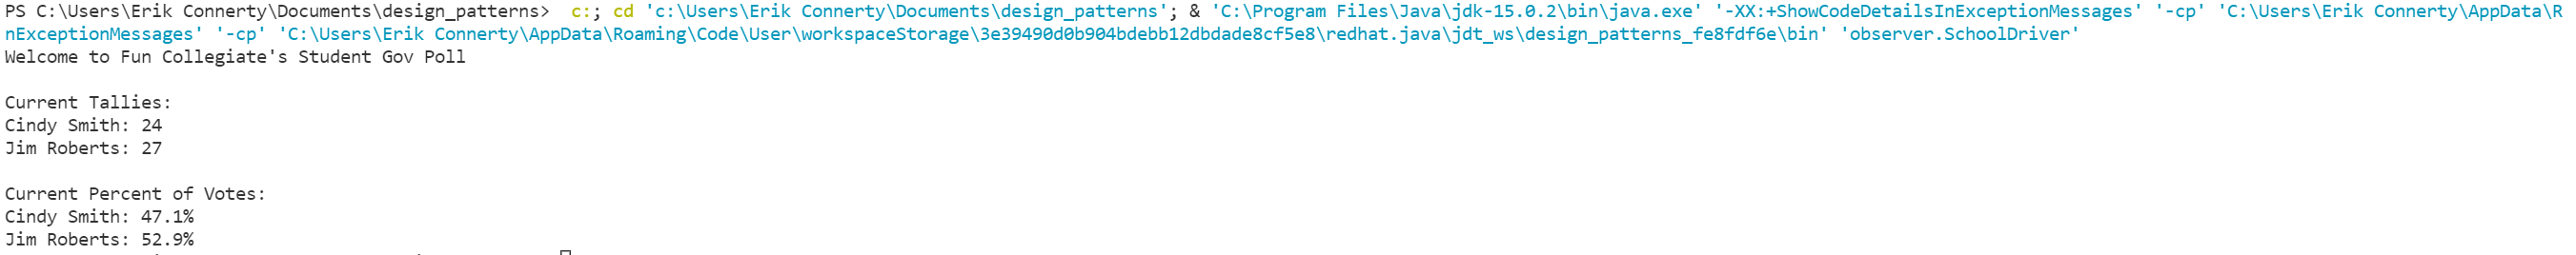 PS C:\Users\Erik Connerty\Documents\design_patterns>  c:; cd 'c:\Users\Erik Connerty\Documents\design_patterns'; & 'C:\Program Files\Java\jdk-15.0.2\bin\java.exe' '-XX:+ShowCodeDetailsInExceptionMessages' '-cp' 'C:\Users\Erik Connerty\AppData\R
nExceptionMessages' '-cp' 'C:\Users\Erik Connerty\AppData\Roaming\Code\User\workspaceStorage\3e39490d0b904bdebb12dbdade8cf5e8\redhat.java\jdt_ws\design_patterns_fe8fdf6e\bin' 'observer.SchoolDriver'
Welcome to Fun Collegiate's Student Gov Poll
Current Tallies:
Cindy Smith: 24
Jim Roberts: 27
Current Percent of Votes:
Cindy Smith: 47.1%
Jim Roberts: 52.9%